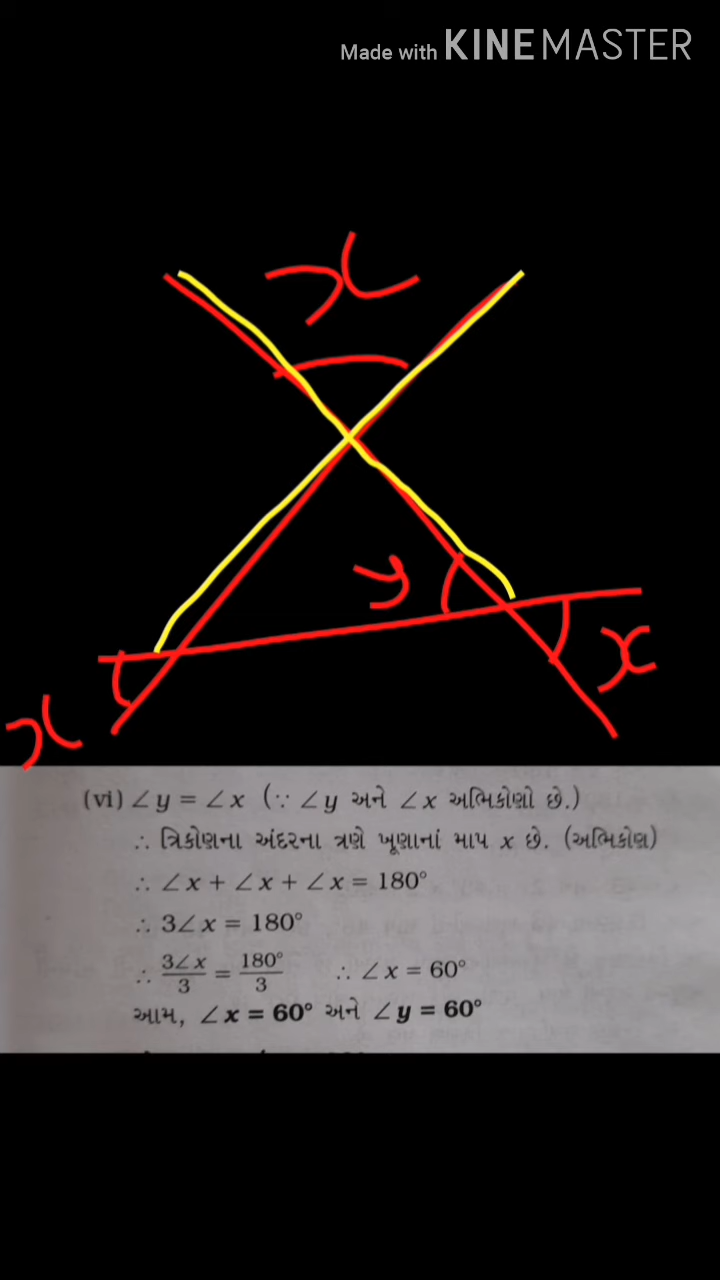 Made with KINEMASTER
x
y
x
x
(vi) ∠y = ∠x (∵ ∠y અને ∠x અભિકોણો છે.)
∴ ત્રિકોણના અંદરના ત્રણે ખૂણાનાં માપ x છે. (અભિકોણ)
∴ ∠x + ∠x + ∠x = 180°
∴ 3∠x = 180°
∴ 3∠x/3 = 180°/3 ∴ ∠x = 60°
આમ, ∠x = 60° અને ∠y = 60°